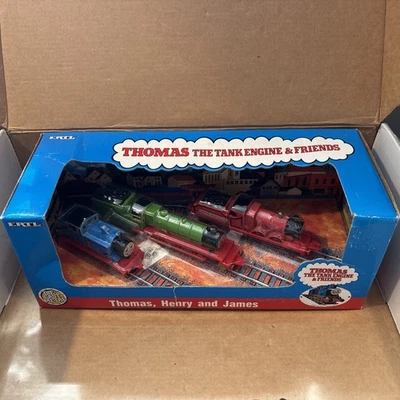 ERTL
THOMAS THE TANK ENGINE & FRIENDS
ERTL
THOMAS
THE TANK ENGINE
& FRIENDS
Thomas, Henry and James